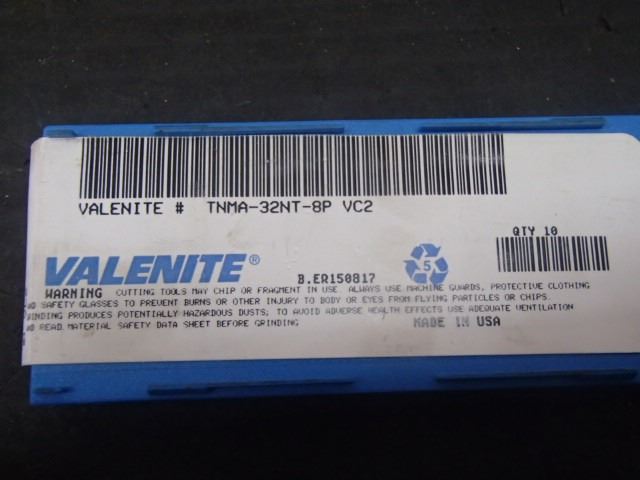 VALENITE # TNMA-32NT-8P VC2
QTY 10
VALENITE®
5
B.ER150817
WARNING CUTTING TOOLS MAY CHIP OR FRAGMENT IN USE. ALWAYS USE MACHINE GUARDS, PROTECTIVE CLOTHING
SAFETY GLASSES TO PREVENT BURNS OR OTHER INJURY TO BODY OR EYES FROM FLYING PARTICLES OR CHIPS.
INDING PRODUCES POTENTIALLY HAZARDOUS DUSTS; TO AVOID ADVERSE HEALTH EFFECTS USE ADEQUATE VENTILATION
READ MATERIAL SAFETY DATA SHEET BEFORE GRINDING
MADE IN USA